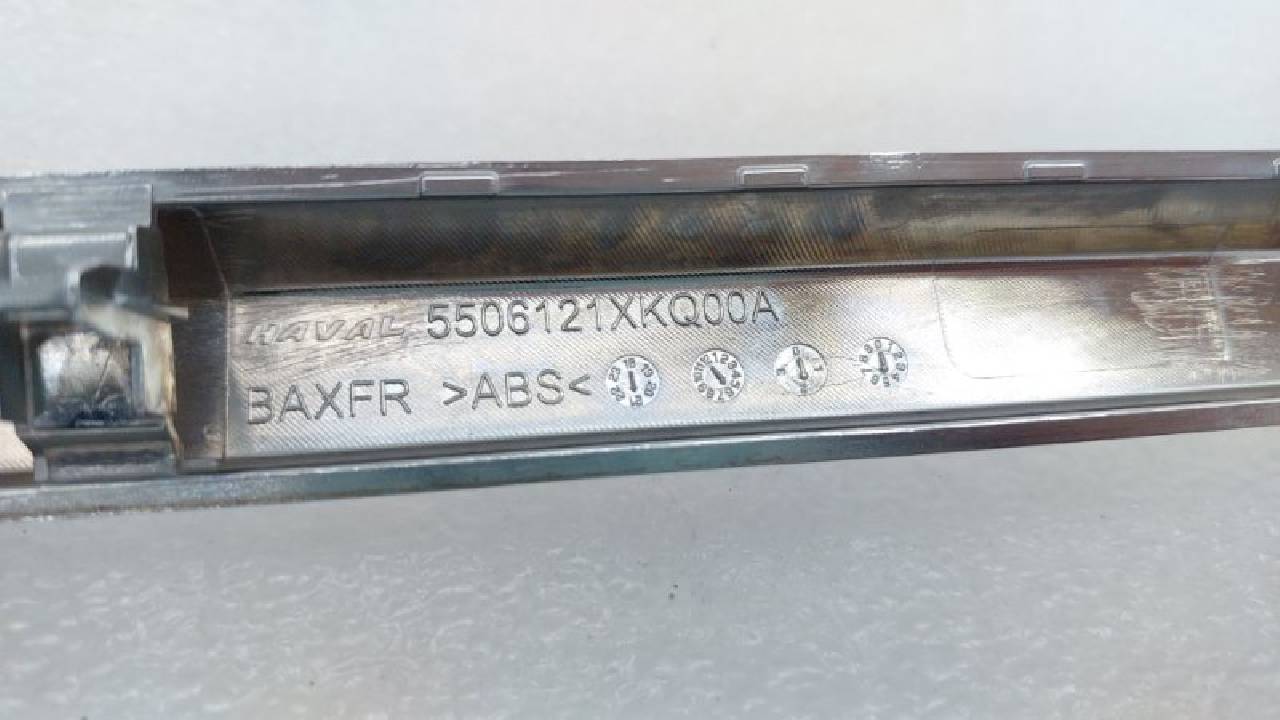 HAVAL 5506121XKQ00A
BAXFR >ABS<